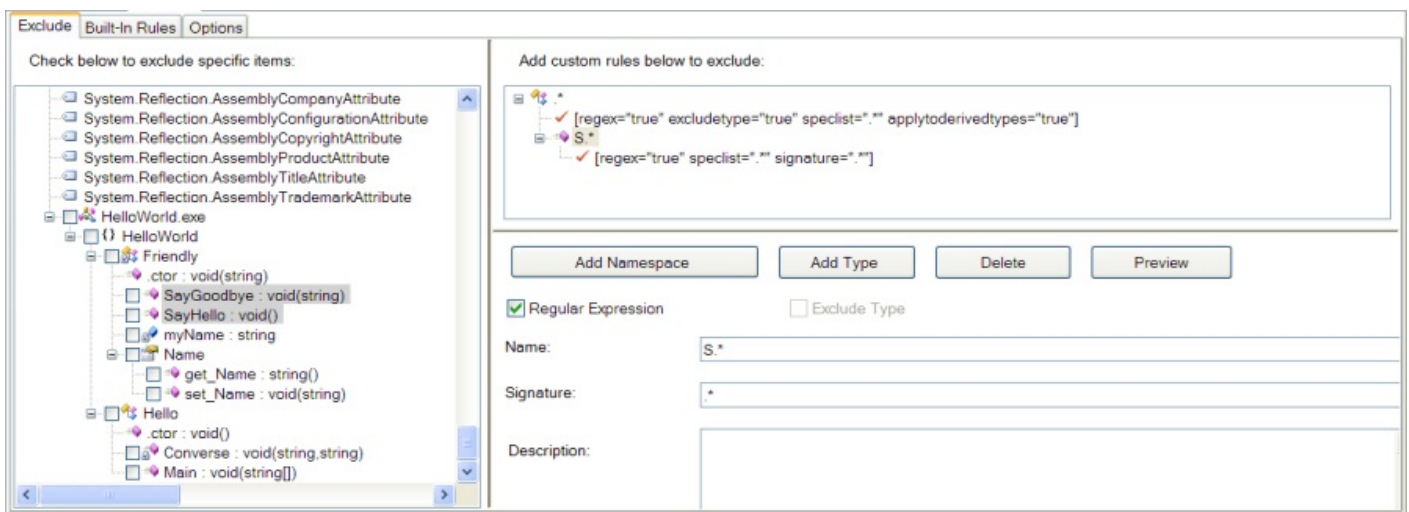 Exclude Built-In Rules Options
Check below to exclude specific items:
System.Reflection.AssemblyCompanyAttribute
System.Reflection.AssemblyConfigurationAttribute
System.Reflection.AssemblyCopyrightAttribute
System.Reflection.AssemblyProductAttribute
System.Reflection.AssemblyTitleAttribute
System.Reflection.AssemblyTrademarkAttribute
HelloWorld.exe
{} HelloWorld
Friendly
.ctor : void(string)
SayGoodbye : void(string)
SayHello : void()
myName : string
Name
get_Name : string()
set_Name : void(string)
Hello
.ctor : void()
Converse : void(string,string)
Main : void(string[])
Add custom rules below to exclude:
.*
[regex="true" excludetype="true" speclist=".*" applytoderivedtypes="true"]
S.*
[regex="true" speclist=".*" signature=".*"]
Add Namespace Add Type Delete Preview
Regular Expression Exclude Type
Name: S.*
Signature: .*
Description: